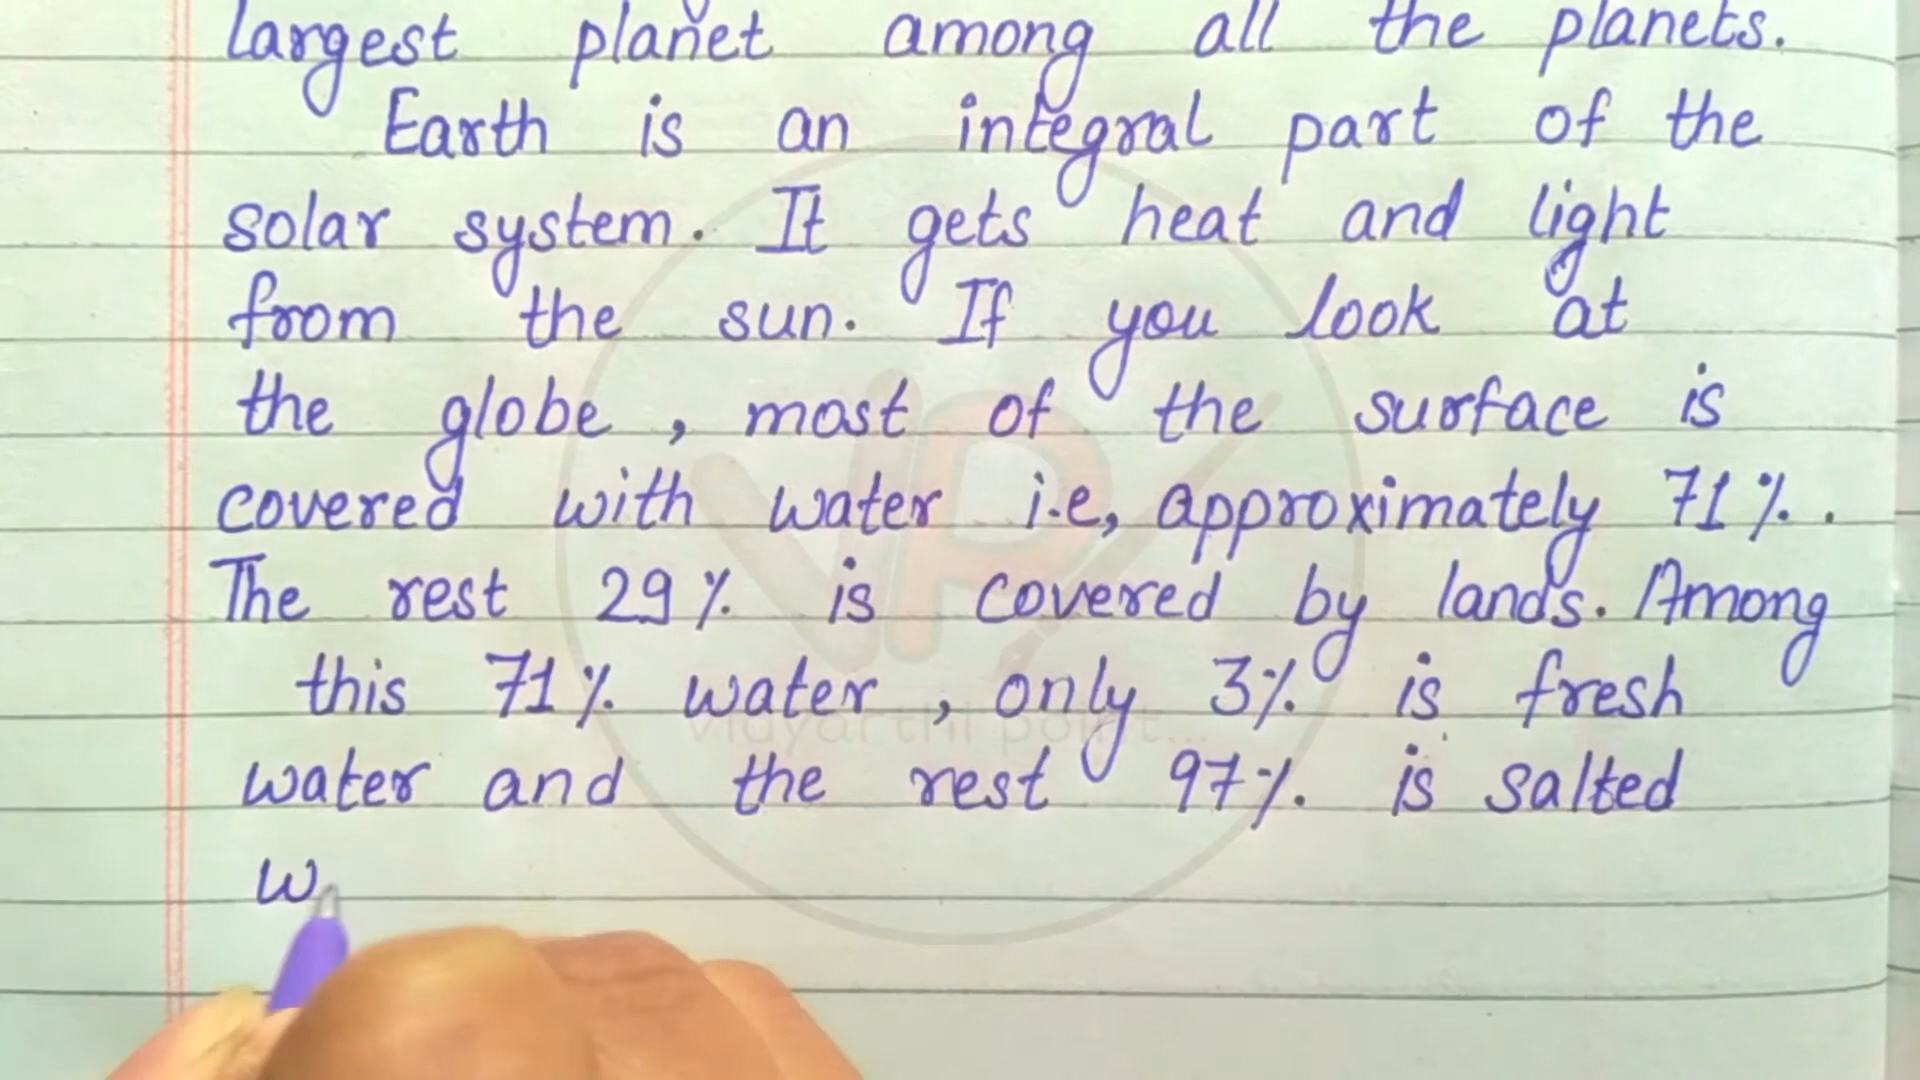 largest planet among all the planets.
Earth is an integral part of the
solar system. It gets heat and light
from the sun. If you look at
the globe, most of the surface is
covered with water i.e, approximately 71%.
The rest 29% is covered by lands. Among
this 71% water, only 3% is fresh
water and the rest 97% is salted
w
VP
vidyarthi point...